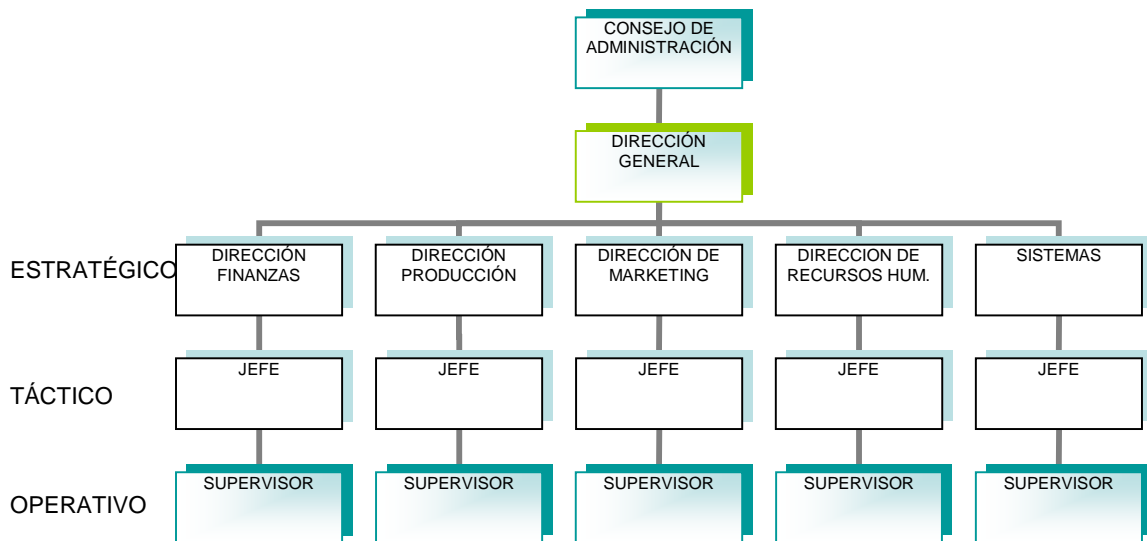 CONSEJO DE
ADMINISTRACIÓN
DIRECCIÓN
GENERAL
ESTRATÉGICO
DIRECCIÓN
FINANZAS
DIRECCIÓN
PRODUCCIÓN
DIRECCIÓN DE
MARKETING
DIRECCION DE
RECURSOS HUM.
SISTEMAS
TÁCTICO
JEFE
JEFE
JEFE
JEFE
JEFE
OPERATIVO
SUPERVISOR
SUPERVISOR
SUPERVISOR
SUPERVISOR
SUPERVISOR